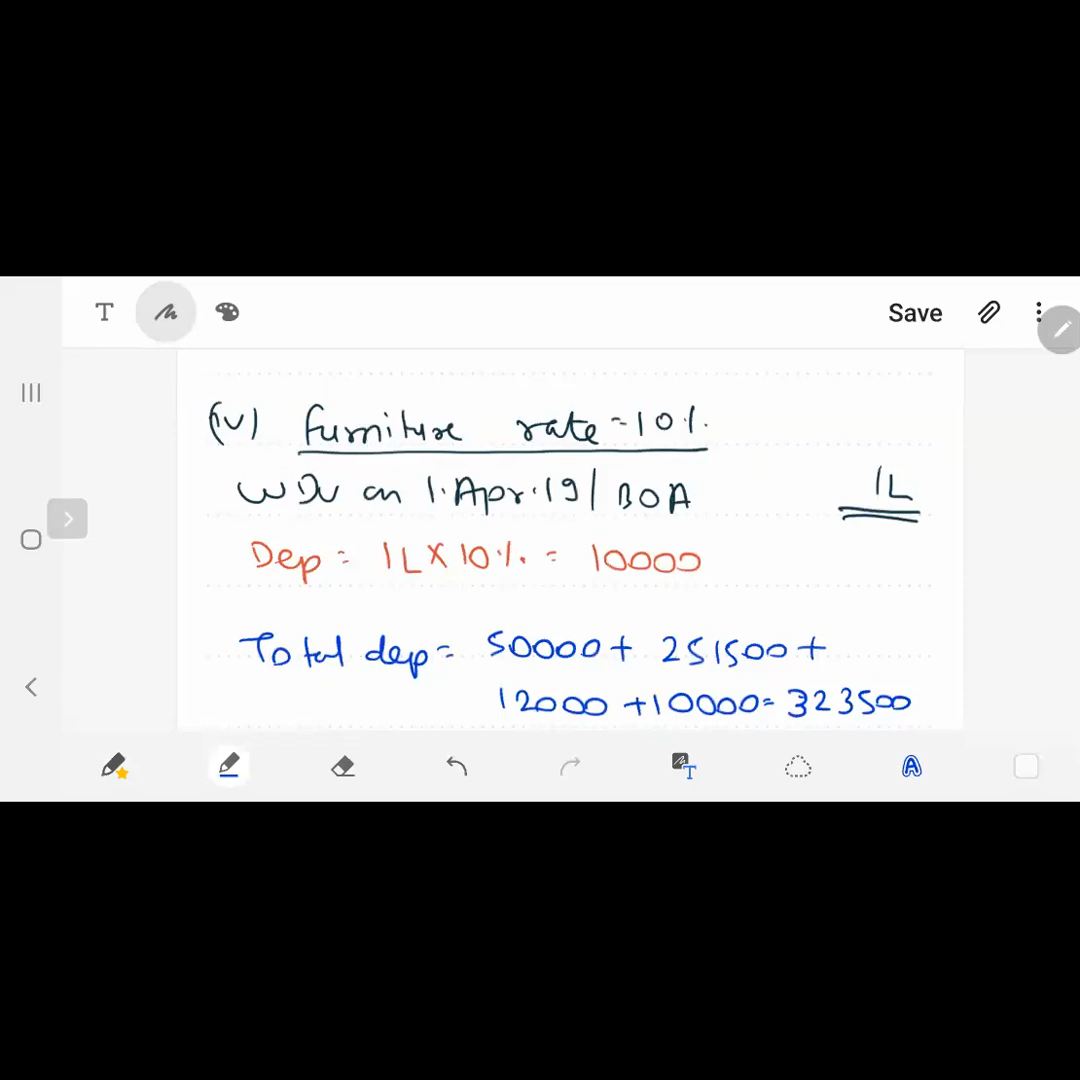 T
Save
(iv) Furniture rate = 10%.
WDV on 1.Apr.19 / BOA 1L
Dep = 1L X 10%. = 10000
Total dep = 50000 + 251500 +
12000 + 10000 = 323500
T
A